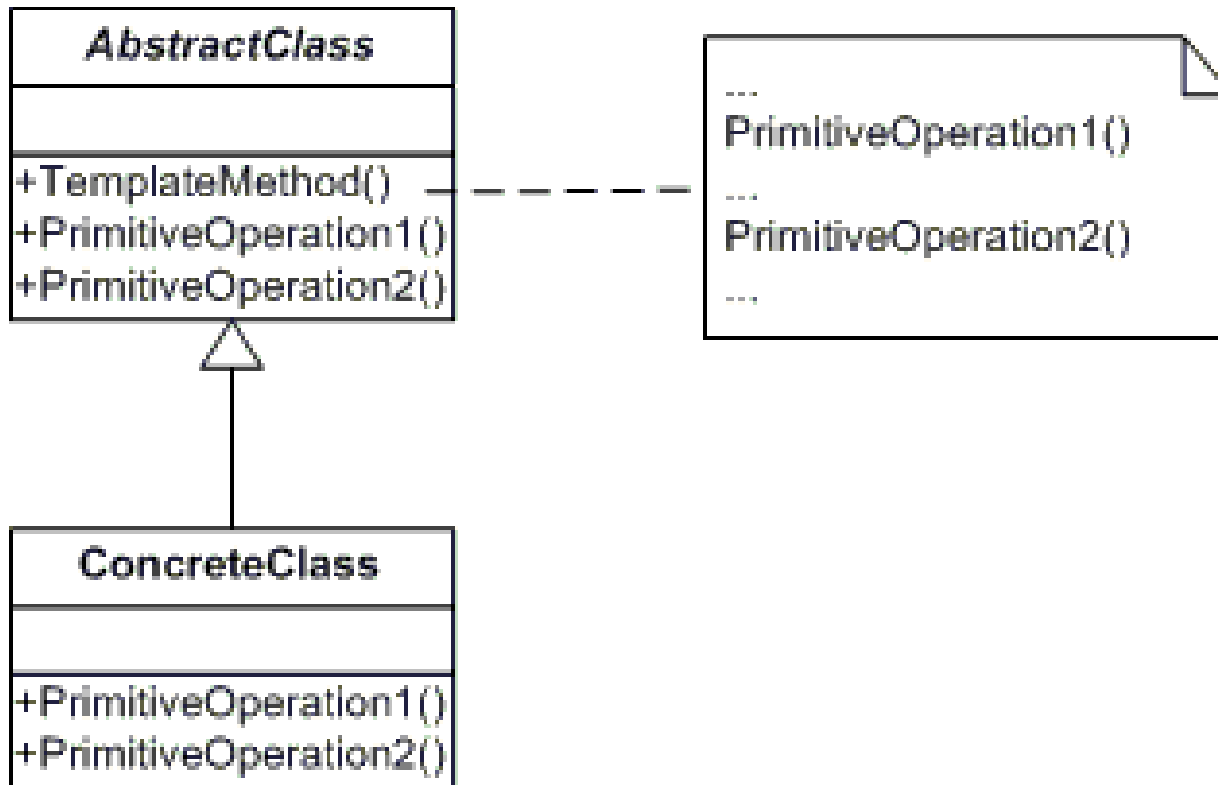 AbstractClass
+TemplateMethod()
+PrimitiveOperation1()
+PrimitiveOperation2()
...
PrimitiveOperation1()
...
PrimitiveOperation2()
...
ConcreteClass
+PrimitiveOperation1()
+PrimitiveOperation2()